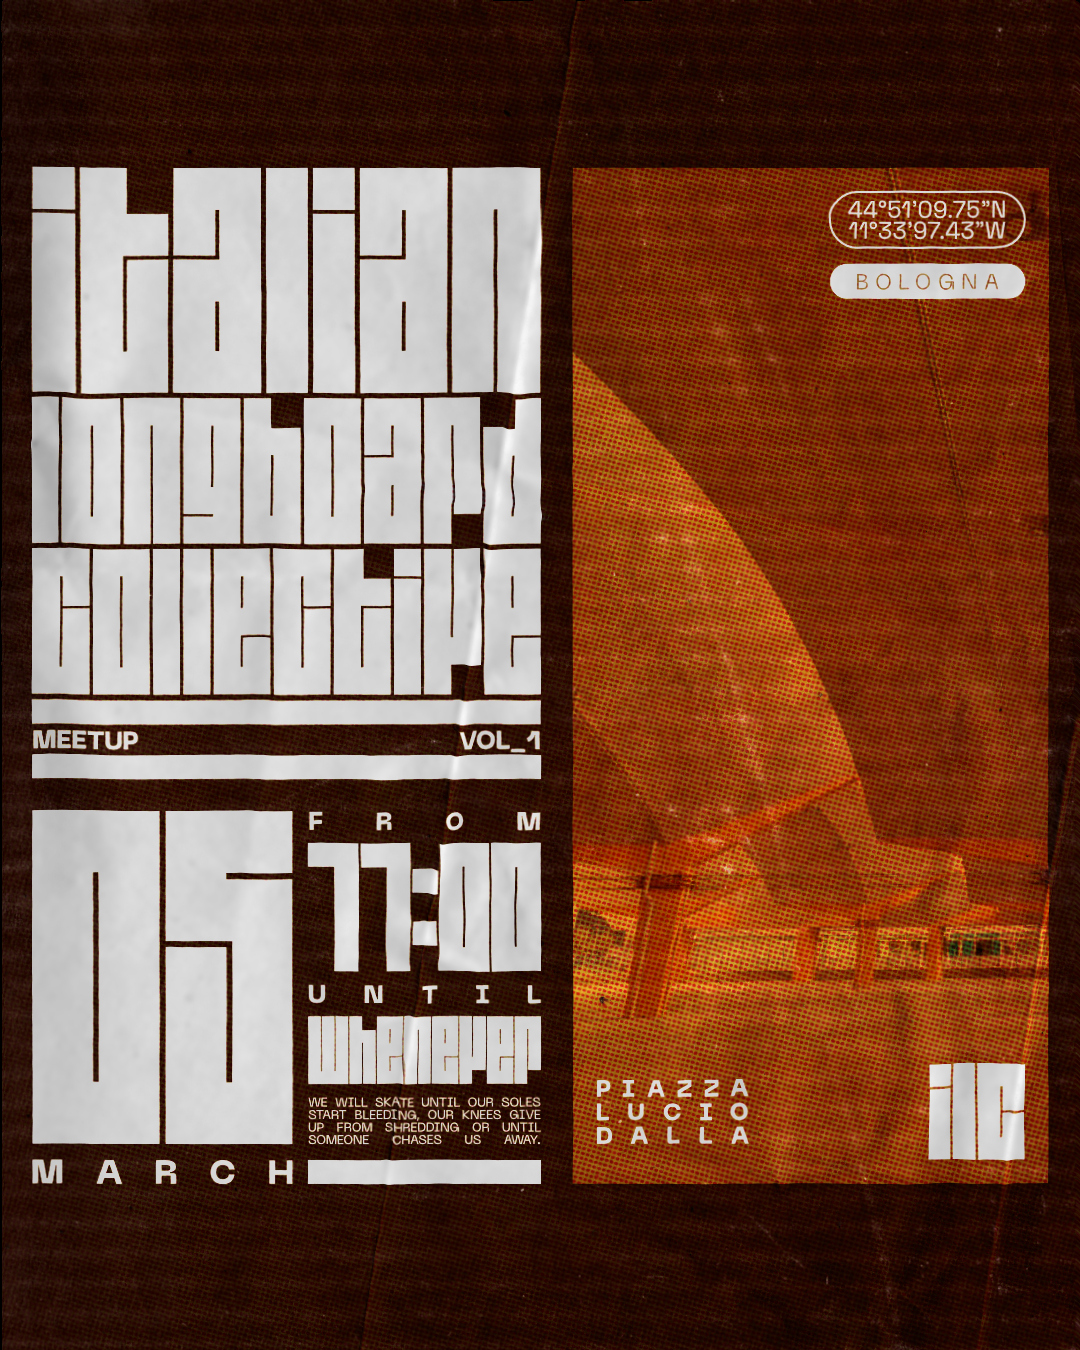 italian
longboard
collective
MEETUP VOL_1
05
MARCH
FROM
11:00
UNTIL
whenever
WE WILL SKATE UNTIL OUR SOLES
START BLEEDING, OUR KNEES GIVE
UP FROM SHREDDING OR UNTIL
SOMEONE CHASES US AWAY.
44°51'09.75"N
11°33'97.43"W
BOLOGNA
PIAZZA
LUCIO
DALLA
ilc